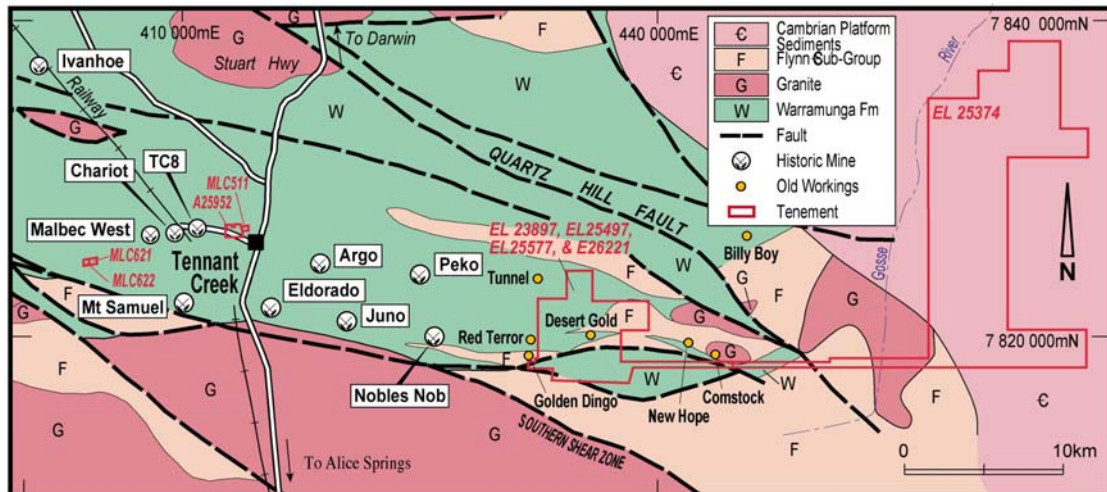 410 000mE
440 000mE
7 840 000mN
7 820 000mN
G
To Darwin
Stuart Hwy
G
F
W
Є
W
Ivanhoe
Railway
G
TC8
Chariot
MLC511
A25952
Malbec West
MLC621
MLC622
Tennant
Creek
Argo
Peko
Mt Samuel
Eldorado
Juno
Nobles Nob
F
G
F
G
G
To Alice Springs
QUARTZ HILL FAULT
EL 23897, EL25497,
EL25577, & E26221
Tunnel
Billy Boy
W
F
G
G
Desert Gold
F
G
Red Terror
F
G
W
W
Golden Dingo
New Hope
Comstock
SOUTHERN SHEAR ZONE
G
F
F
Є
River
Gosse
EL 25374
Є
Cambrian Platform
Sediments
F
Flynn Sub-Group
Є
G
Granite
W
Warramunga Fm
Fault
Historic Mine
Old Workings
Tenement
N
0
10km